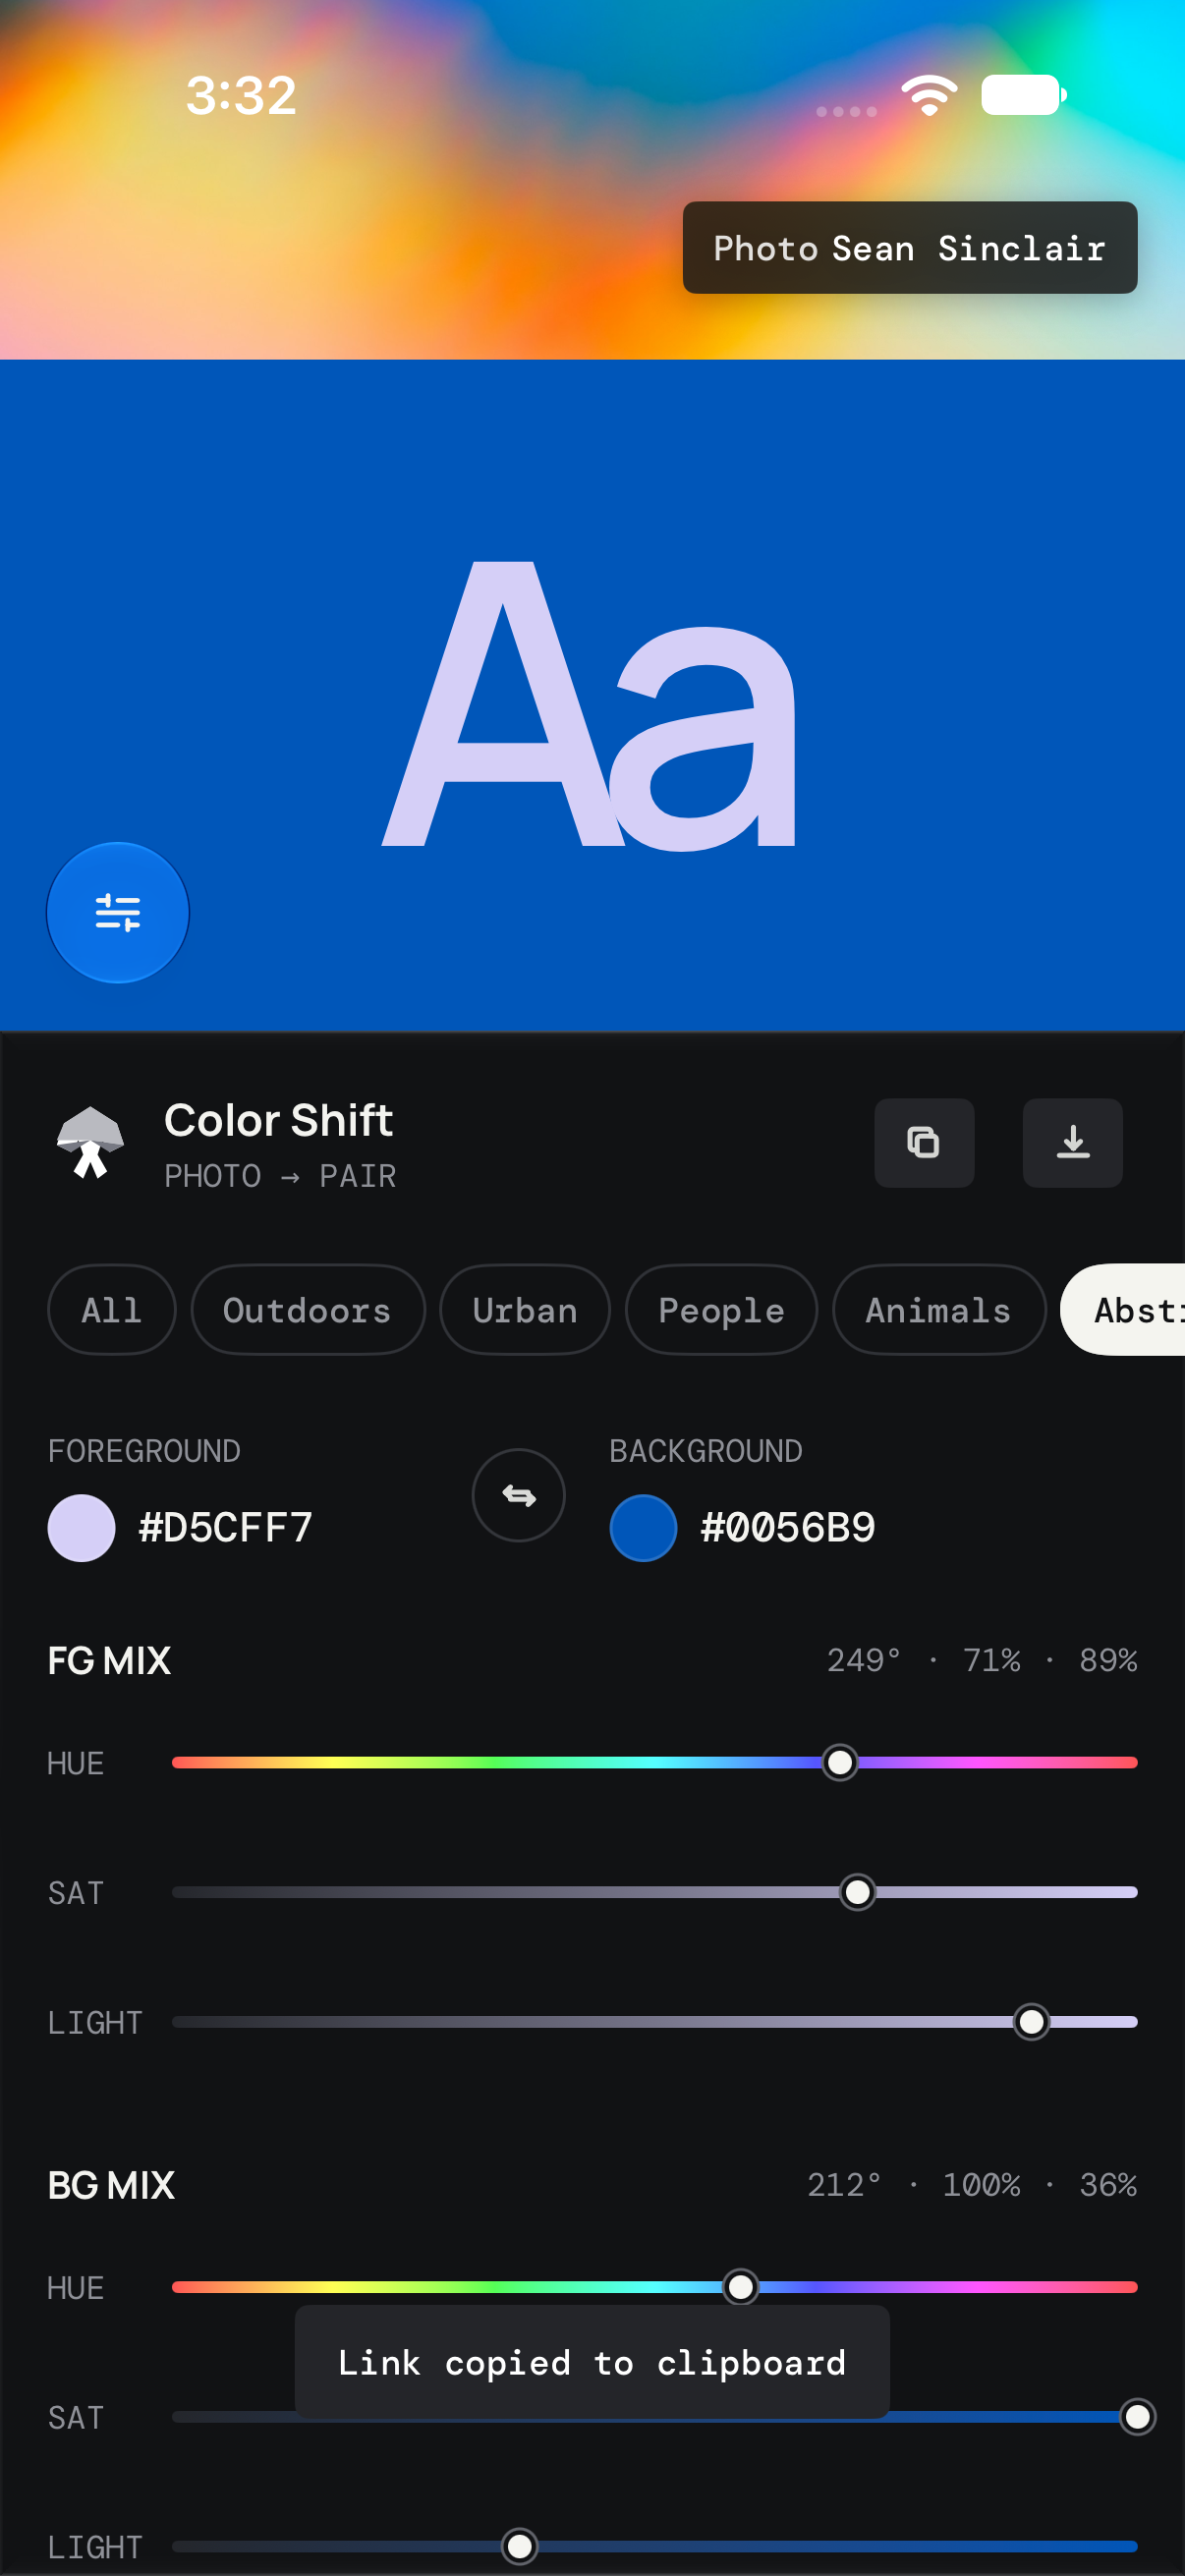 3:32
Photo Sean Sinclair
Aa
Color Shift
PHOTO → PAIR
All Outdoors Urban People Animals
FOREGROUND BACKGROUND
#D5CFF7 #0056B9
FG MIX 249° · 71% · 89%
HUE
SAT
LIGHT
BG MIX 212° · 100% · 36%
HUE
Link copied to clipboard
SAT
LIGHT